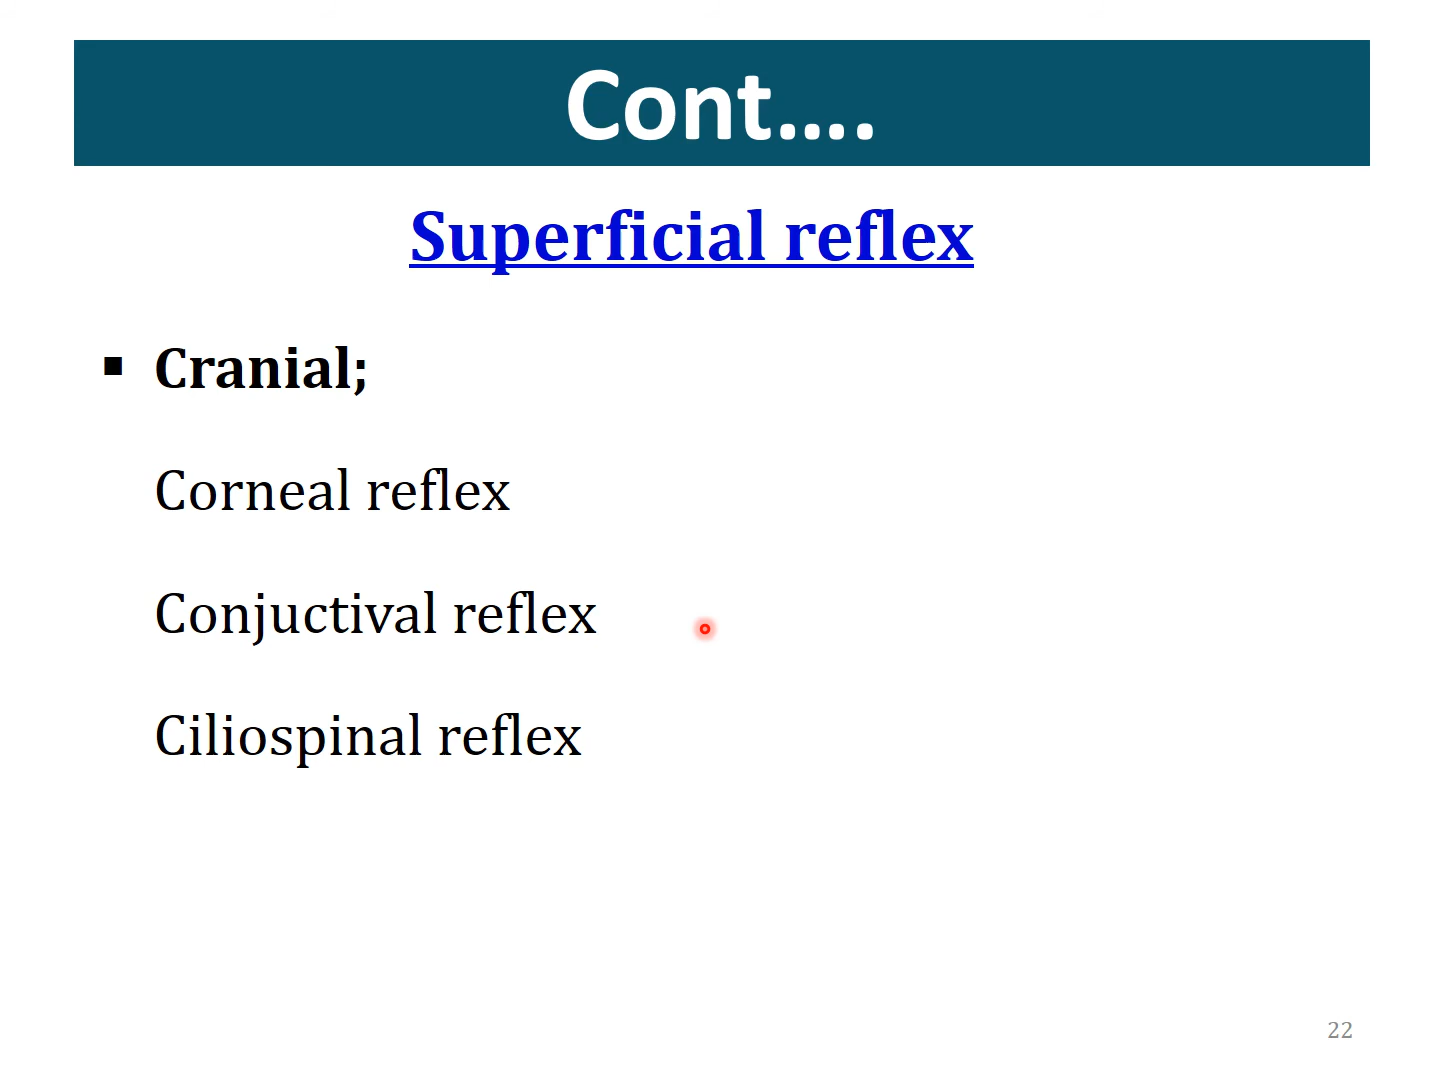 Cont….
Superficial reflex
▪ Cranial;
Corneal reflex
Conjuctival reflex
Ciliospinal reflex
22